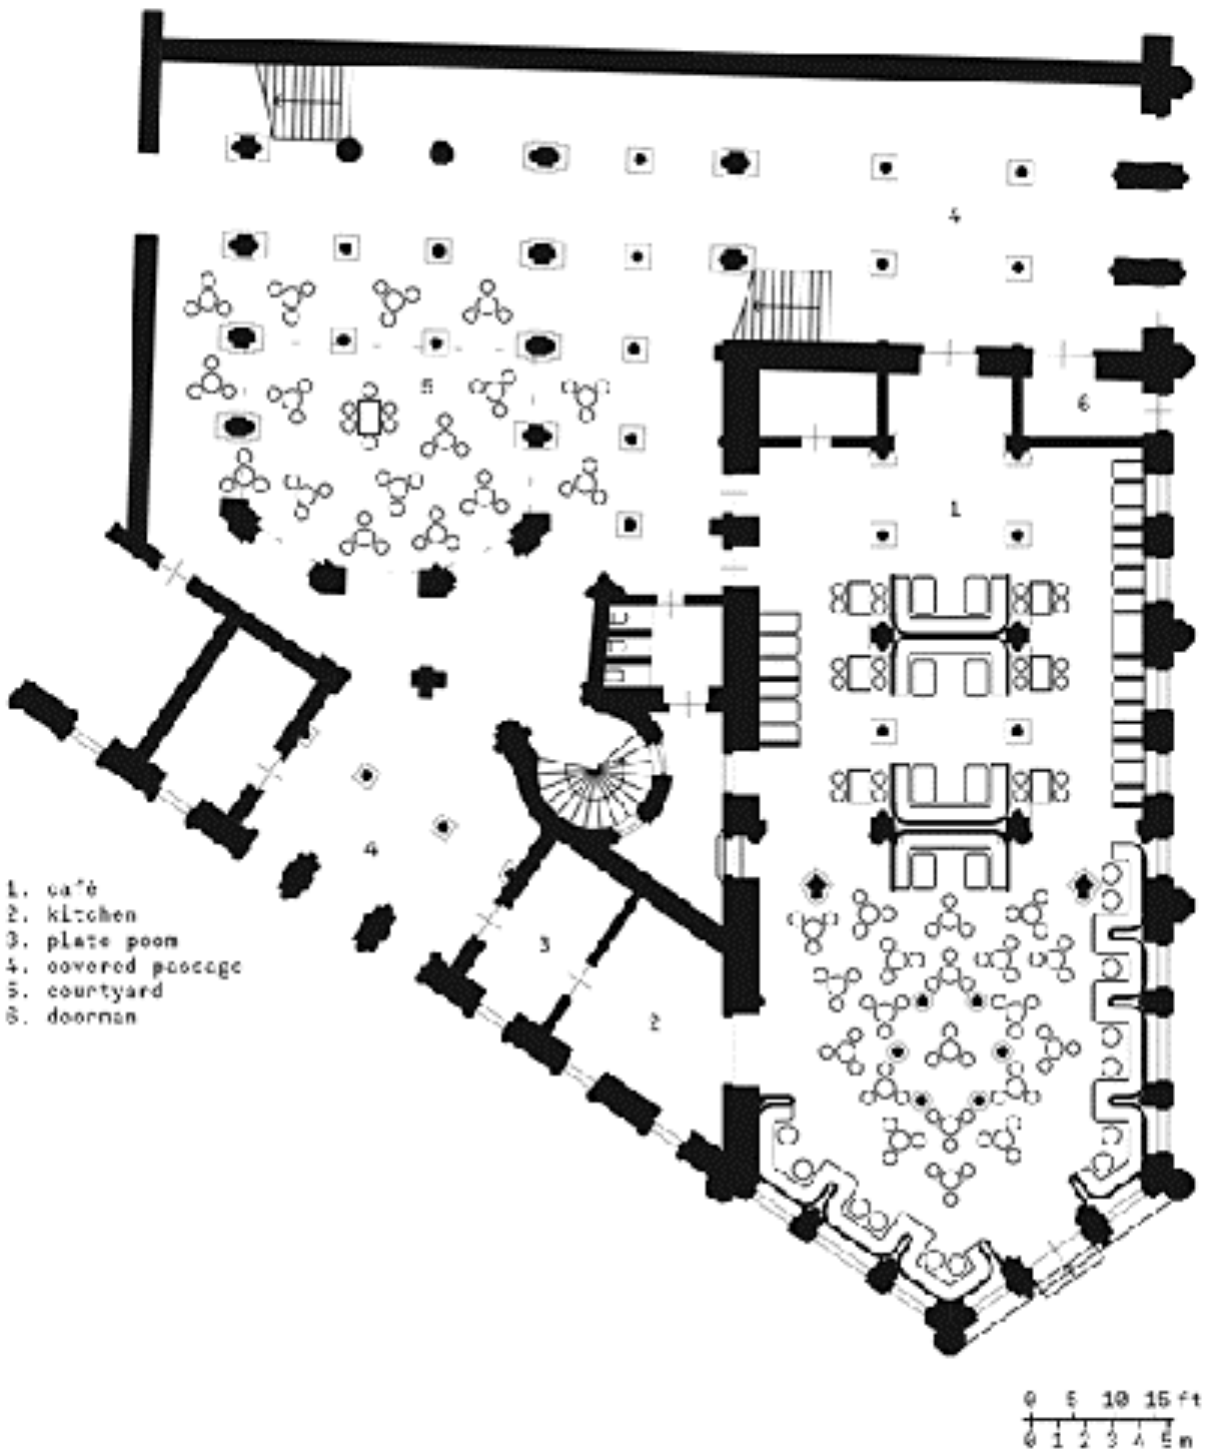 4
5
6
1
4
3
2
1. café
2. kitchen
3. plate poom
4. covered passage
5. courtyard
6. doorman
0 5 10 15 ft
0 1 2 3 4 5 m